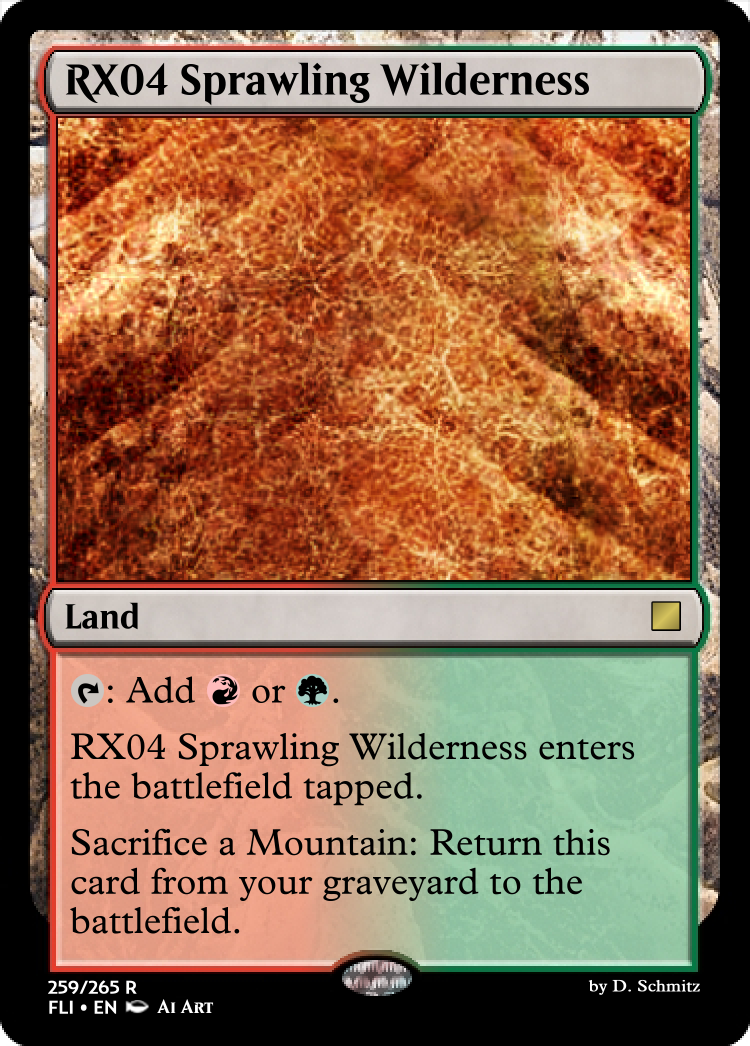 RX04 Sprawling Wilderness
Land
: Add or .
RX04 Sprawling Wilderness enters
the battlefield tapped.
Sacrifice a Mountain: Return this
card from your graveyard to the
battlefield.
259/265 R
by D. Schmitz
FLI • EN AI ART